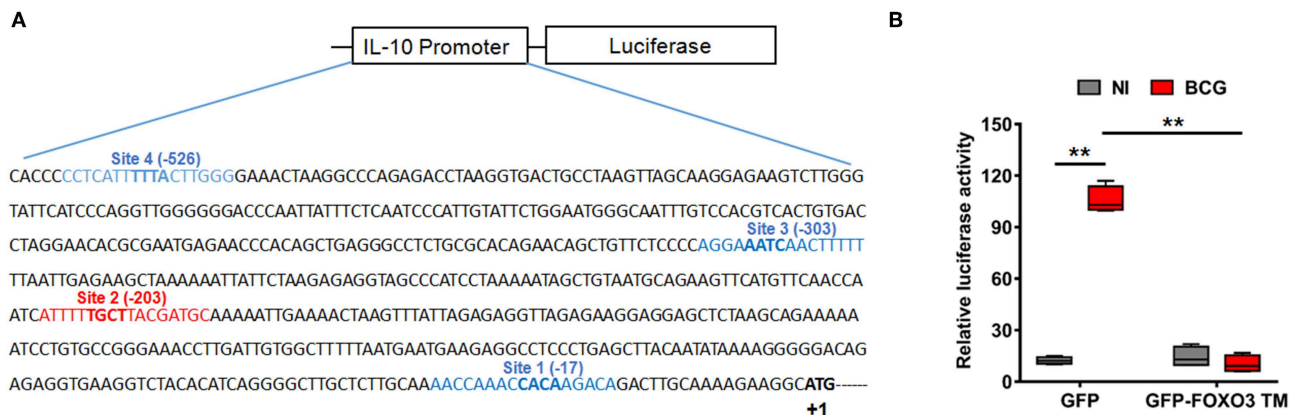 A
IL-10 Promoter
Luciferase
Site 4 (-526)
CACCCCCTCATTTTTACTTGGGGAAACTAAGGCCCAGAGACCTAAGGTGACTGCCTAAGTTAGCAAGGAGAAGTCTTGGG
TATTCATCCCAGGTTGGGGGGACCCAATTATTTCTCAATCCCATTGTATTCTGGAATGGGCAATTTGTCCACGTCACTGTGAC
Site 3 (-303)
CTAGGAACACGCGAATGAGAACCCACAGCTGAGGGCCTCTGCGCACAGAACAGCTGTTCTCCCCAGGAAATCAACTTTTT
TTAATTGAGAAGCTAAAAAATTATTCTAAGAGAGGTAGCCCATCCTAAAAATAGCTGTAATGCAGAAGTTCATGTTCAACCA
Site 2 (-203)
ATCATTTTTGCTTACGATGCAAAAATTGAAAACTAAGTTTATTAGAGAGGTTAGAGAAGGAGGAGCTCTAAGCAGAAAAA
ATCCTGTGCCGGGAAACCTTGATTGTGGCTTTTTAATGAATGAAGAGGCCTCCCTGAGCTTACAATATAAAAGGGGGACAG
Site 1 (-17)
AGAGGTGAAGGTCTACACATCAGGGGCTTGCTCTTGCAAAACCAAACCACAAGACAGACTTGCAAAAGAAGGCATG------
+1
B
NI
BCG
Relative luciferase activity
150
120
90
60
30
0
**
**
GFP
GFP-FOXO3 TM